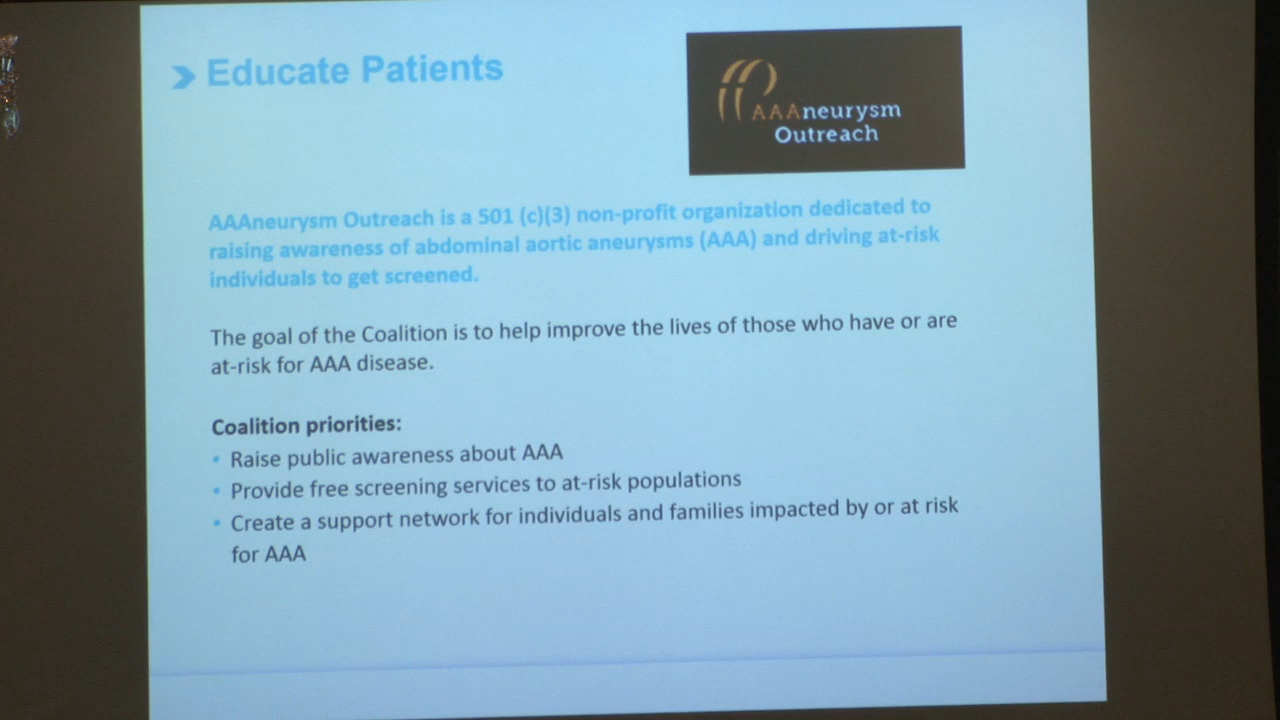 Educate Patients
AAAneurysm
Outreach
AAAneurysm Outreach is a 501 (c)(3) non-profit organization dedicated to
raising awareness of abdominal aortic aneurysms (AAA) and driving at-risk
individuals to get screened.
The goal of the Coalition is to help improve the lives of those who have or are
at-risk for AAA disease.
Coalition priorities:
• Raise public awareness about AAA
• Provide free screening services to at-risk populations
• Create a support network for individuals and families impacted by or at risk
for AAA